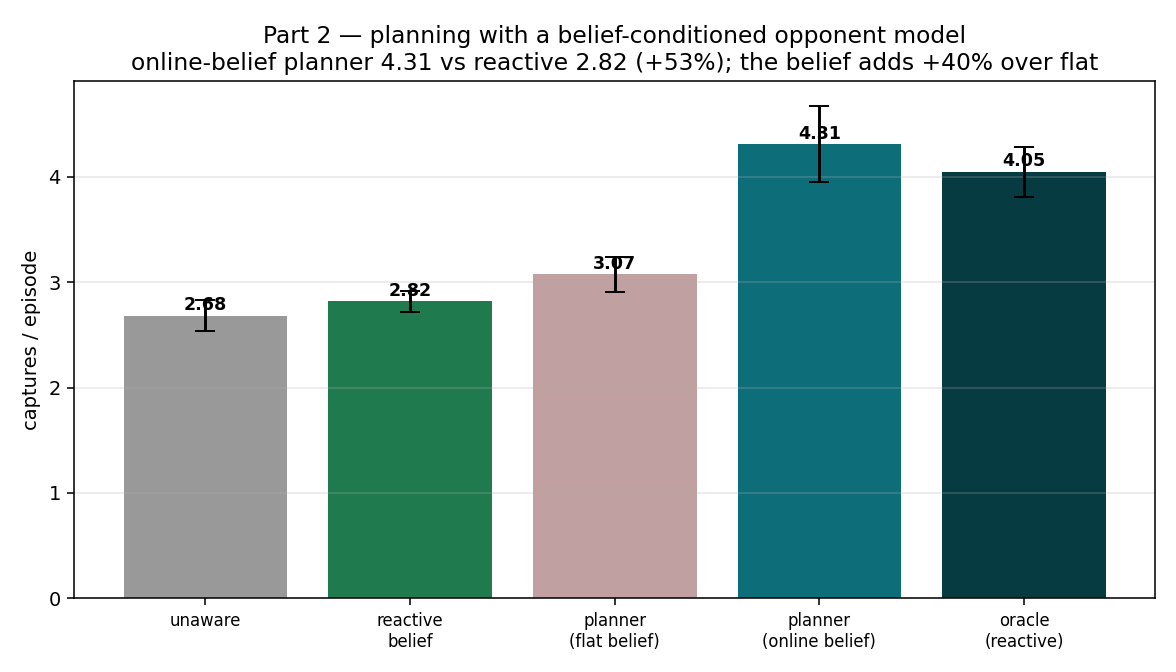 Part 2 — planning with a belief-conditioned opponent model
online-belief planner 4.31 vs reactive 2.82 (+53%); the belief adds +40% over flat
captures / episode
4
3
2
1
0
2.68
2.82
3.07
4.31
4.05
unaware
reactive
belief
planner
(flat belief)
planner
(online belief)
oracle
(reactive)